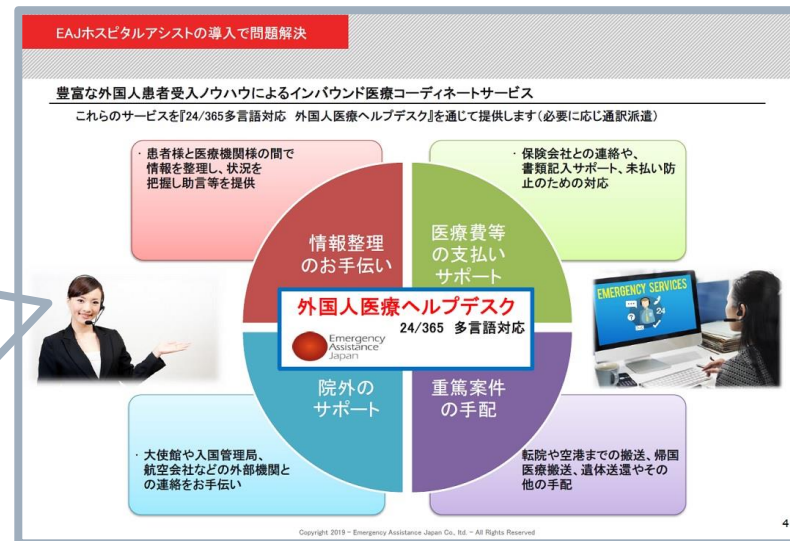 EAJホスピタルアシストの導入で問題解決
豊富な外国人患者受入ノウハウによるインバウンド医療コーディネートサービス
これらのサービスを『24/365多言語対応　外国人医療ヘルプデスク』を通じて提供します(必要に応じ通訳派遣)
・患者様と医療機関様の間で
情報を整理し、状況を
把握し助言等を提供
・保険会社との連絡や、
書類記入サポート、未払い防
止のための対応
情報整理
のお手伝い
医療費等
の支払い
サポート
外国人医療ヘルプデスク
24/365 多言語対応
Emergency
Assistance
Japan
EMERGENCY SERVICES
24
院外の
サポート
重篤案件
の手配
・大使館や入国管理局、
航空会社などの外部機関と
の連絡をお手伝い
転院や空港までの搬送、帰国
医療搬送、遺体送還やその
他の手配
Copyright 2019 - Emergency Assistance Japan Co., ltd. - All Rights Reserved
4